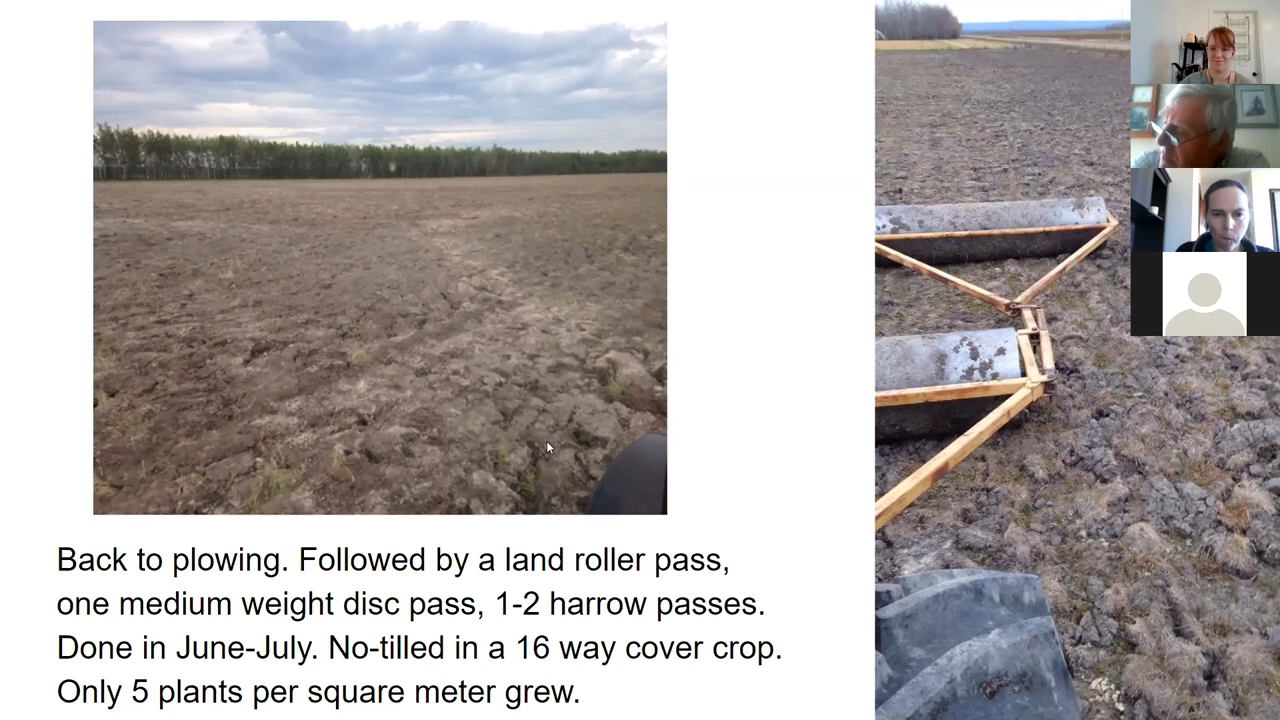 Back to plowing. Followed by a land roller pass,
one medium weight disc pass, 1-2 harrow passes.
Done in June-July. No-tilled in a 16 way cover crop.
Only 5 plants per square meter grew.